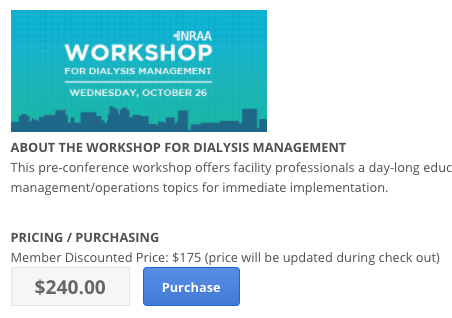 NRAA
WORKSHOP
FOR DIALYSIS MANAGEMENT
WEDNESDAY, OCTOBER 26
ABOUT THE WORKSHOP FOR DIALYSIS MANAGEMENT
This pre-conference workshop offers facility professionals a day-long educ
management/operations topics for immediate implementation.
PRICING / PURCHASING
Member Discounted Price: $175 (price will be updated during check out)
$240.00 Purchase